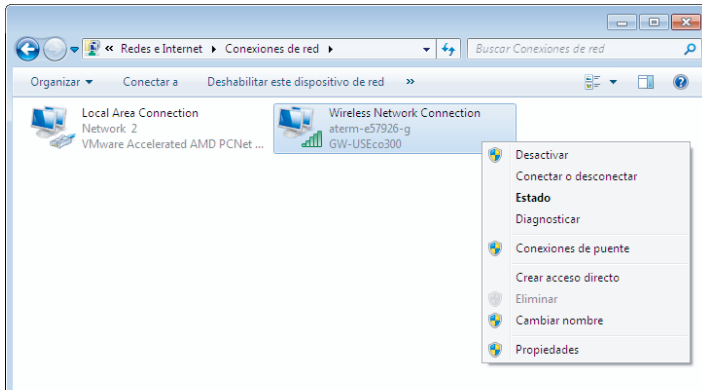 « Redes e Internet ▸ Conexiones de red ▸
Buscar Conexiones de red
Organizar
Conectar a
Deshabilitar este dispositivo de red
»
Local Area Connection
Network 2
VMware Accelerated AMD PCNet ...
Wireless Network Connection
aterm-e57926-g
GW-USEco300
Desactivar
Conectar o desconectar
Estado
Diagnosticar
Conexiones de puente
Crear acceso directo
Eliminar
Cambiar nombre
Propiedades